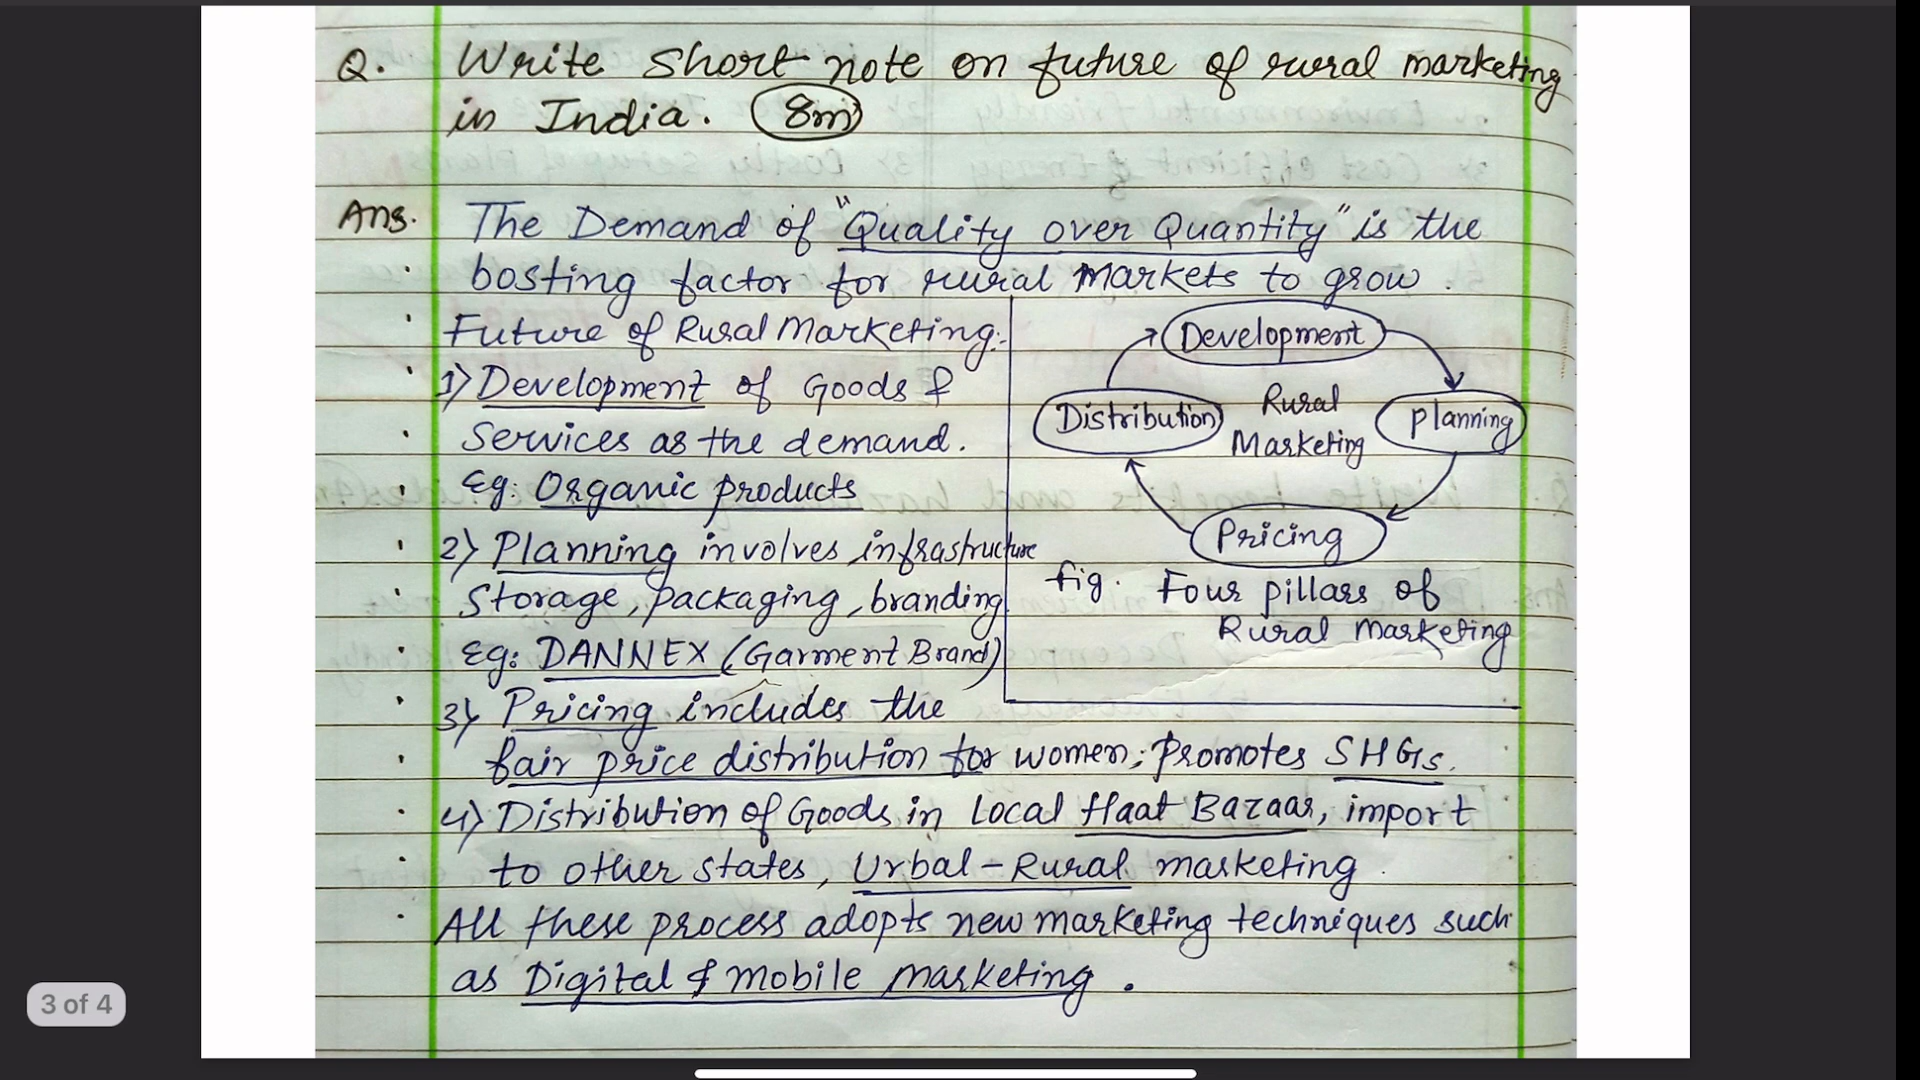 Q. Write short note on future of rural marketing
in India. 8m
Ans. The Demand of "Quality over Quantity" is the
bosting factor for rural markets to grow.
Future of Rural Marketing:-
1) Development of Goods &
Services as the demand.
Eg: Organic products
2) Planning involves infrastructure
Storage, packaging, branding
Eg: DANNEX (Garment Brand)
3) Pricing includes the
fair price distribution for women; Promotes SHGs.
4) Distribution of Goods in Local Haat Bazaar, import
to other states, Urbal-Rural marketing.
All these process adopts new marketing techniques such
as Digital & Mobile marketing.
Development
Distribution
Rural
Marketing
Planning
Pricing
fig. Four pillars of
Rural Marketing
3 of 4